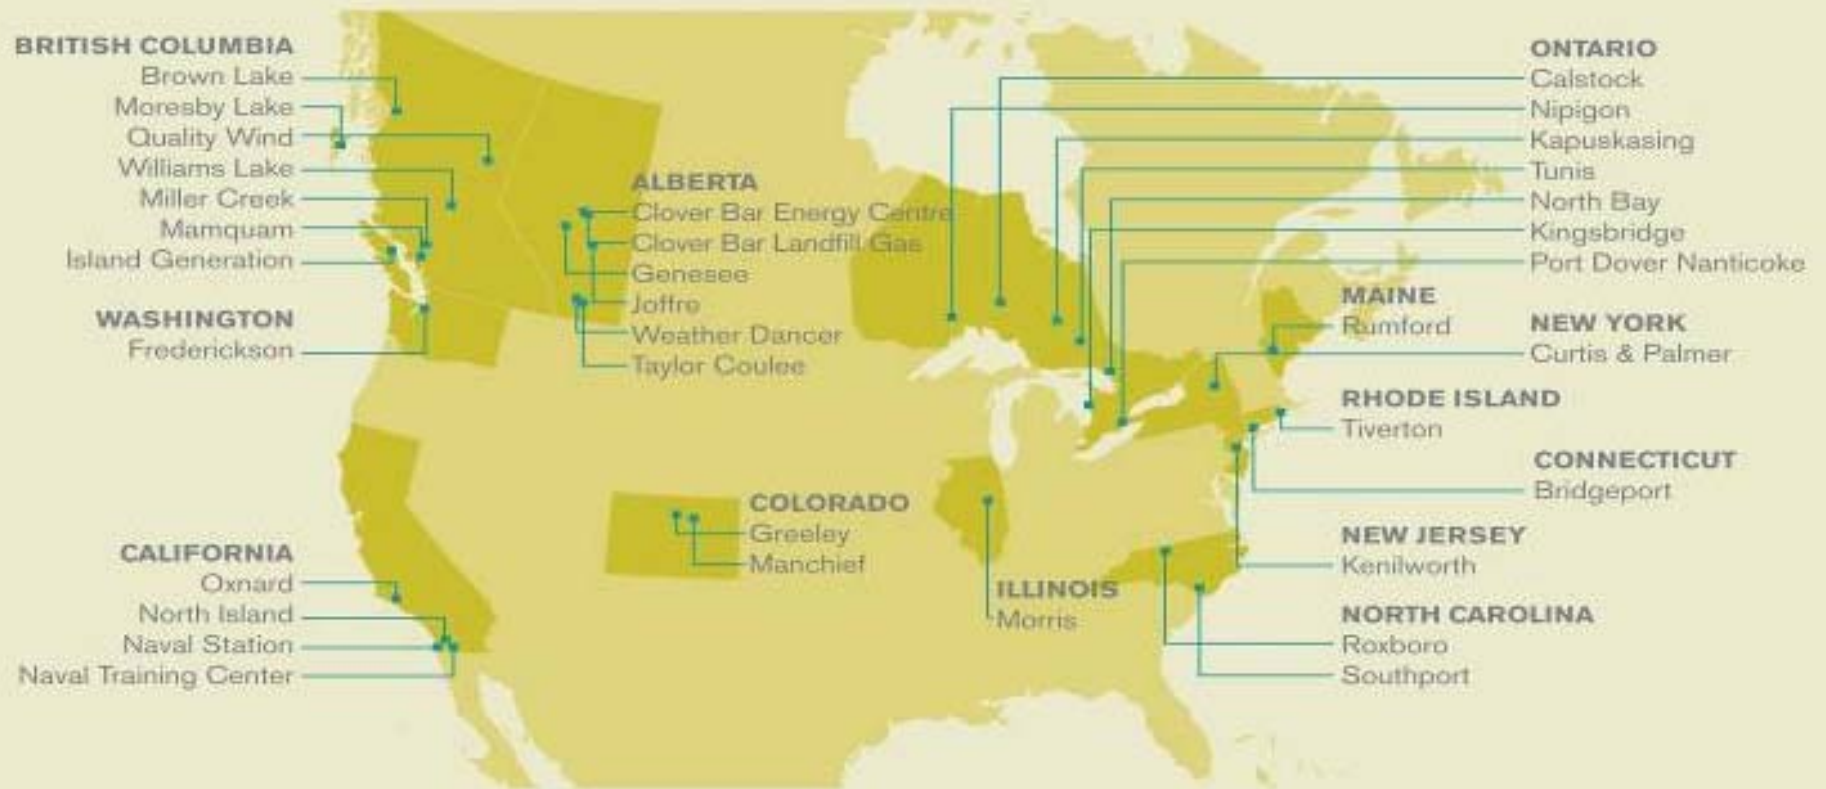 BRITISH COLUMBIA
Brown Lake
Moresby Lake
Quality Wind
Williams Lake
Miller Creek
Mamquam
Island Generation
WASHINGTON
Frederickson
CALIFORNIA
Oxnard
North Island
Naval Station
Naval Training Center
ALBERTA
Clover Bar Energy Centre
Clover Bar Landfill Gas
Genesee
Joffre
Weather Dancer
Taylor Coulee
COLORADO
Greeley
Manchief
ILLINOIS
Morris
ONTARIO
Calstock
Nipigon
Kapuskasing
Tunis
North Bay
Kingsbridge
Port Dover Nanticoke
MAINE
Rumford
NEW YORK
Curtis & Palmer
RHODE ISLAND
Tiverton
CONNECTICUT
Bridgeport
NEW JERSEY
Kenilworth
NORTH CAROLINA
Roxboro
Southport